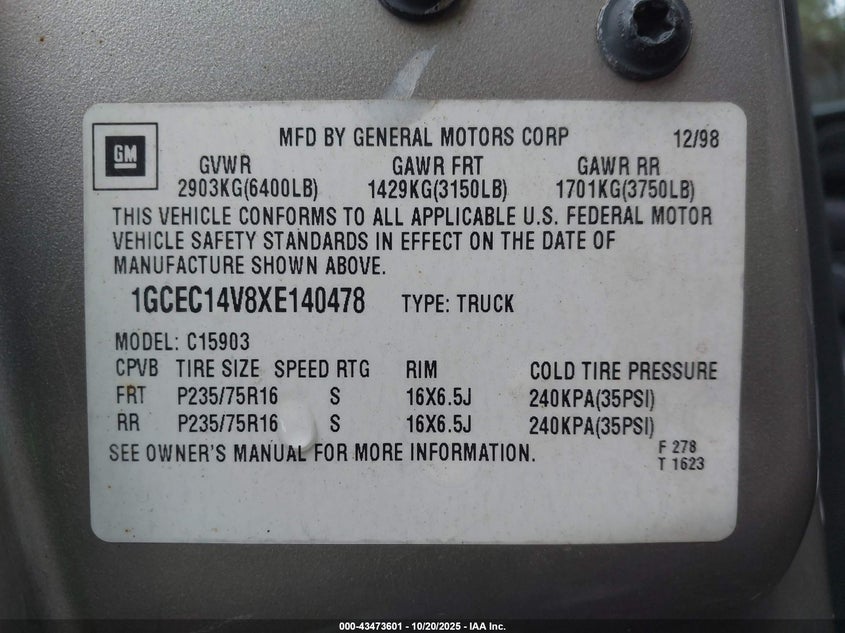 GM
MFD BY GENERAL MOTORS CORP 12/98
GVWR GAWR FRT GAWR RR
2903KG(6400LB) 1429KG(3150LB) 1701KG(3750LB)
THIS VEHICLE CONFORMS TO ALL APPLICABLE U.S. FEDERAL MOTOR
VEHICLE SAFETY STANDARDS IN EFFECT ON THE DATE OF
MANUFACTURE SHOWN ABOVE.
1GCEC14V8XE140478 TYPE: TRUCK
MODEL: C15903
CPVB TIRE SIZE SPEED RTG RIM COLD TIRE PRESSURE
FRT P235/75R16 S 16X6.5J 240KPA(35PSI)
RR P235/75R16 S 16X6.5J 240KPA(35PSI)
SEE OWNER'S MANUAL FOR MORE INFORMATION.
F 278
T 1623
000-43473601 - 10/20/2025 - IAA Inc.